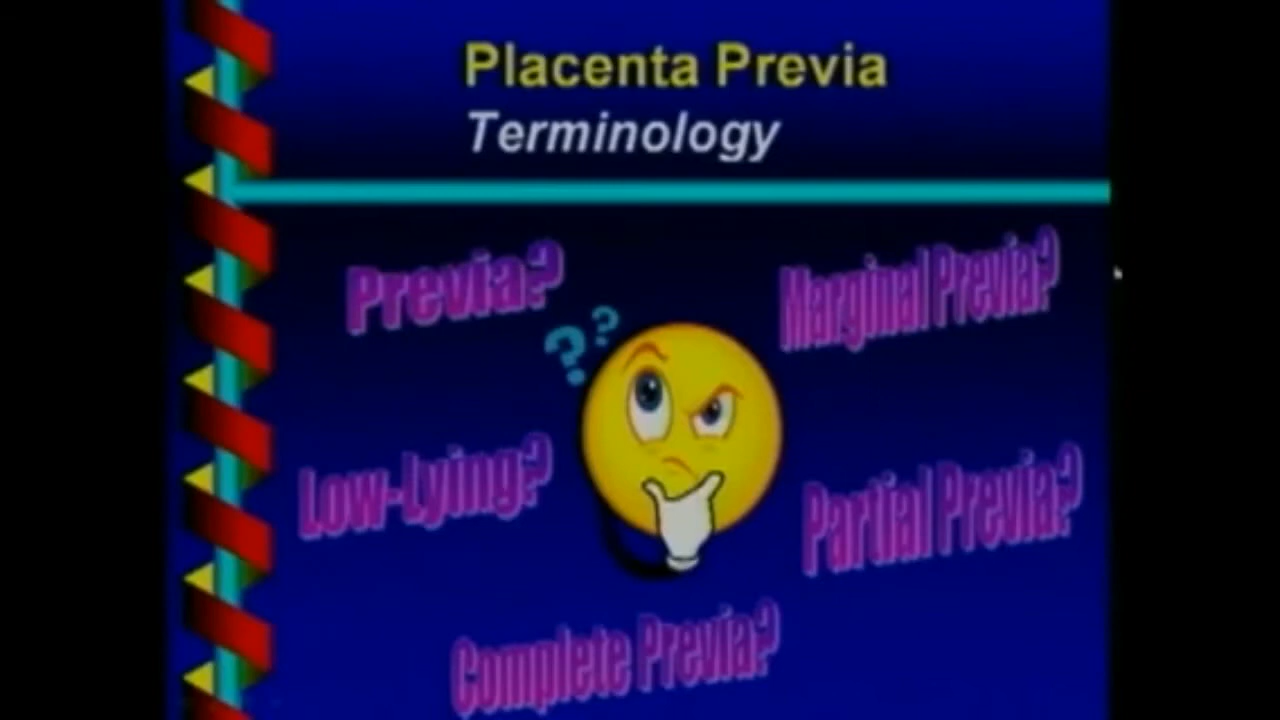 Placenta Previa
Terminology
Previa?
Marginal Previa?
??
Low-Lying?
Partial Previa?
Complete Previa?